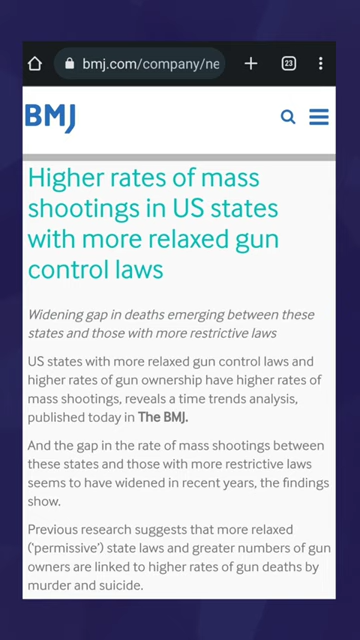 bmj.com/company/ne
23
BMJ
Higher rates of mass
shootings in US states
with more relaxed gun
control laws
Widening gap in deaths emerging between these
states and those with more restrictive laws
US states with more relaxed gun control laws and
higher rates of gun ownership have higher rates of
mass shootings, reveals a time trends analysis,
published today in The BMJ.
And the gap in the rate of mass shootings between
these states and those with more restrictive laws
seems to have widened in recent years, the findings
show.
Previous research suggests that more relaxed
('permissive') state laws and greater numbers of gun
owners are linked to higher rates of gun deaths by
murder and suicide.